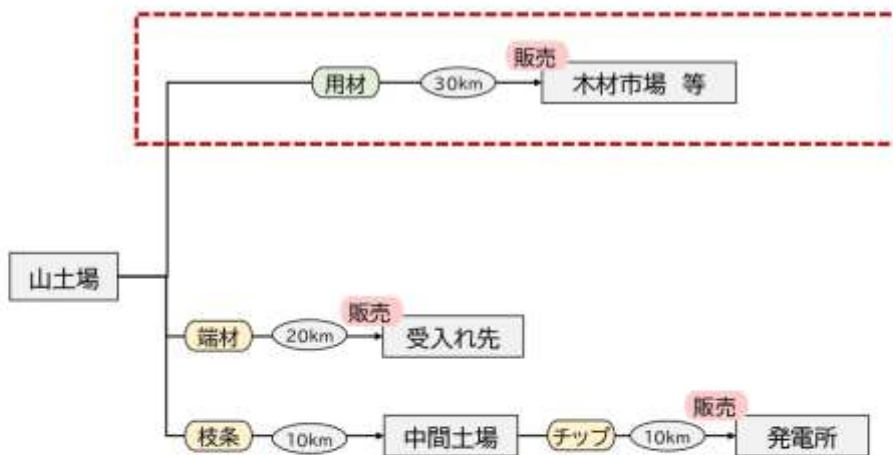 販売
用材
30km
木材市場 等
山土場
販売
端材
20km
受入れ先
販売
枝条
10km
中間土場
チップ
10km
発電所